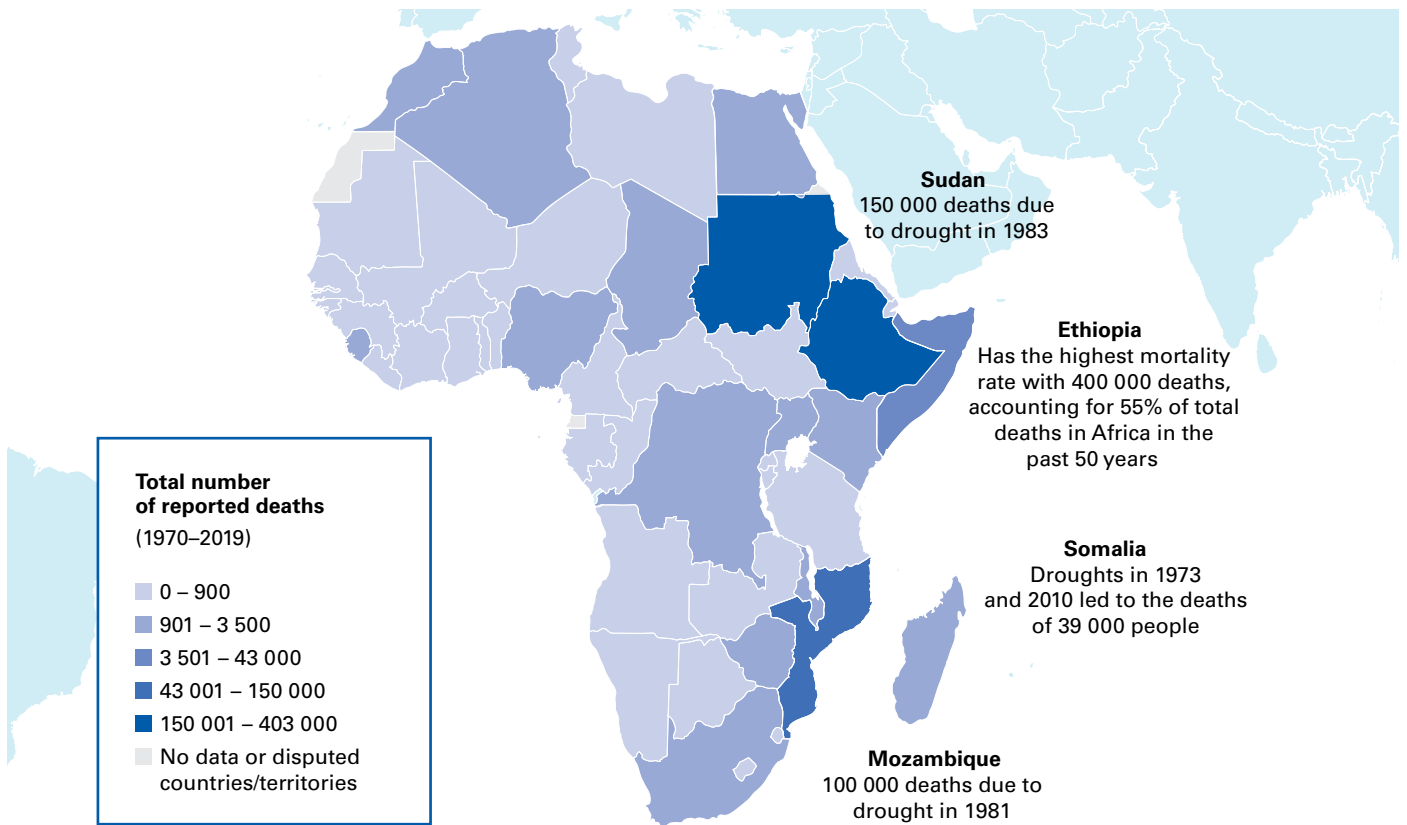 Sudan
150 000 deaths due
to drought in 1983
Ethiopia
Has the highest mortality
rate with 400 000 deaths,
accounting for 55% of total
deaths in Africa in the
past 50 years
Total number
of reported deaths
(1970–2019)
0 – 900
901 – 3 500
3 501 – 43 000
43 001 – 150 000
150 001 – 403 000
No data or disputed
countries/territories
Somalia
Droughts in 1973
and 2010 led to the deaths
of 39 000 people
Mozambique
100 000 deaths due to
drought in 1981